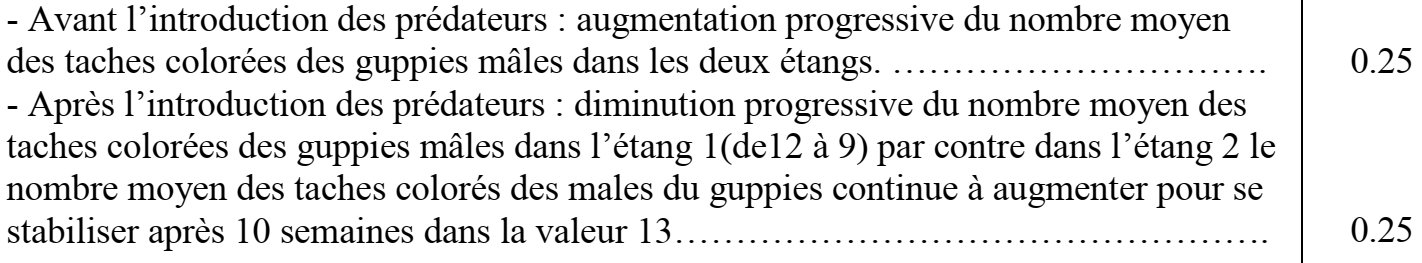 - Avant l’introduction des prédateurs : augmentation progressive du nombre moyen
des taches colorées des guppies mâles dans les deux étangs. …………………………. 0.25
- Après l’introduction des prédateurs : diminution progressive du nombre moyen des
taches colorées des guppies mâles dans l’étang 1(de12 à 9) par contre dans l’étang 2 le
nombre moyen des taches colorés des males du guppies continue à augmenter pour se
stabiliser après 10 semaines dans la valeur 13…………………………………………. 0.25